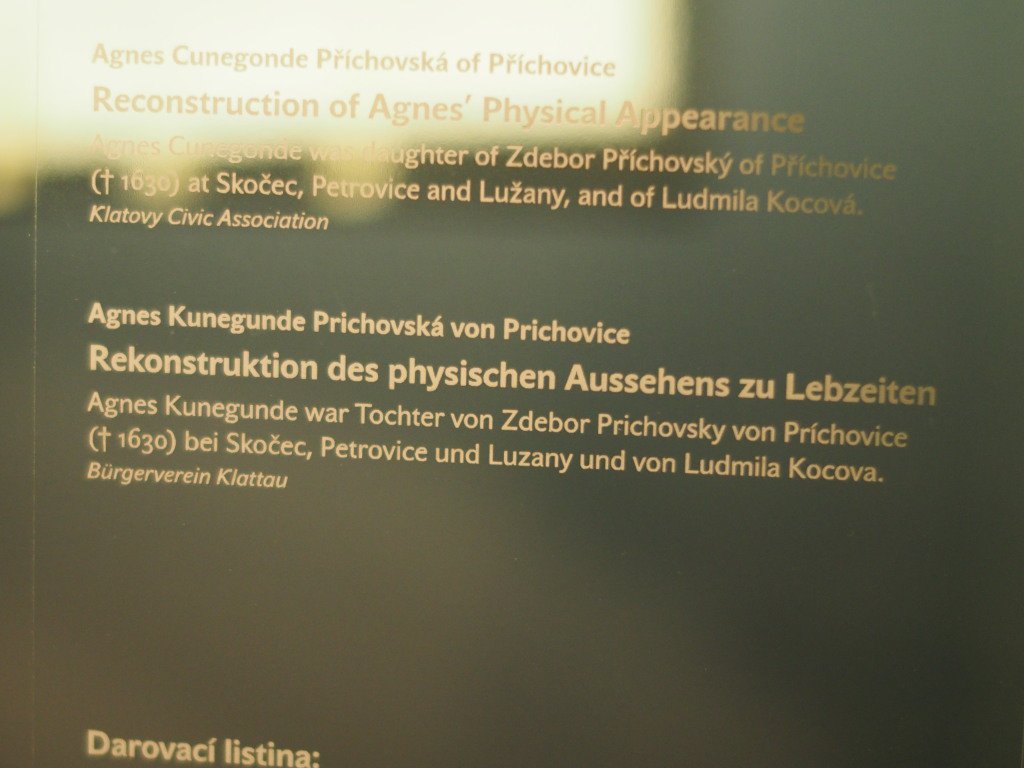 Agnes Cunegonde Příchovská of Příchovice
Reconstruction of Agnes' Physical Appearance
Agnes Cunegonde was daughter of Zdebor Příchovský of Příchovice
(† 1630) at Skočec, Petrovice and Lužany, and of Ludmila Kocová.
Klatovy Civic Association
Agnes Kunegunde Prichovská von Prichovice
Rekonstruktion des physischen Aussehens zu Lebzeiten
Agnes Kunegunde war Tochter von Zdebor Prichovsky von Príchovice
(† 1630) bei Skočec, Petrovice und Luzany und von Ludmila Kocova.
Bürgerverein Klattau
Darovací listina: